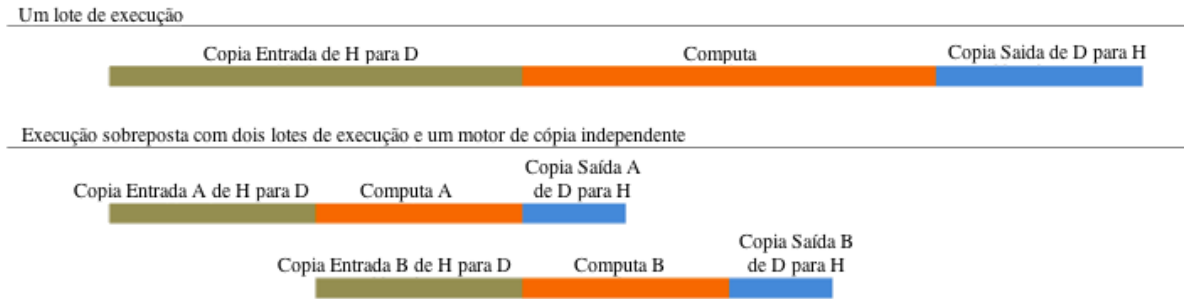 Um lote de execução
Copia Entrada de H para D
Computa
Copia Saida de D para H
Execução sobreposta com dois lotes de execução e um motor de cópia independente
Copia Entrada A de H para D
Computa A
Copia Saída A
de D para H
Copia Entrada B de H para D
Computa B
Copia Saída B
de D para H